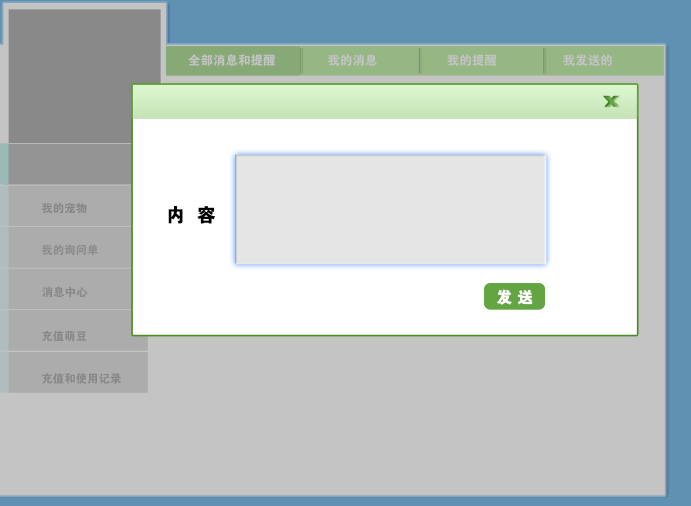 全部消息和提醒
我的消息
我的提醒
我发送的
内 容
发 送
我的宠物
我的询问单
消息中心
充值萌豆
充值和使用记录